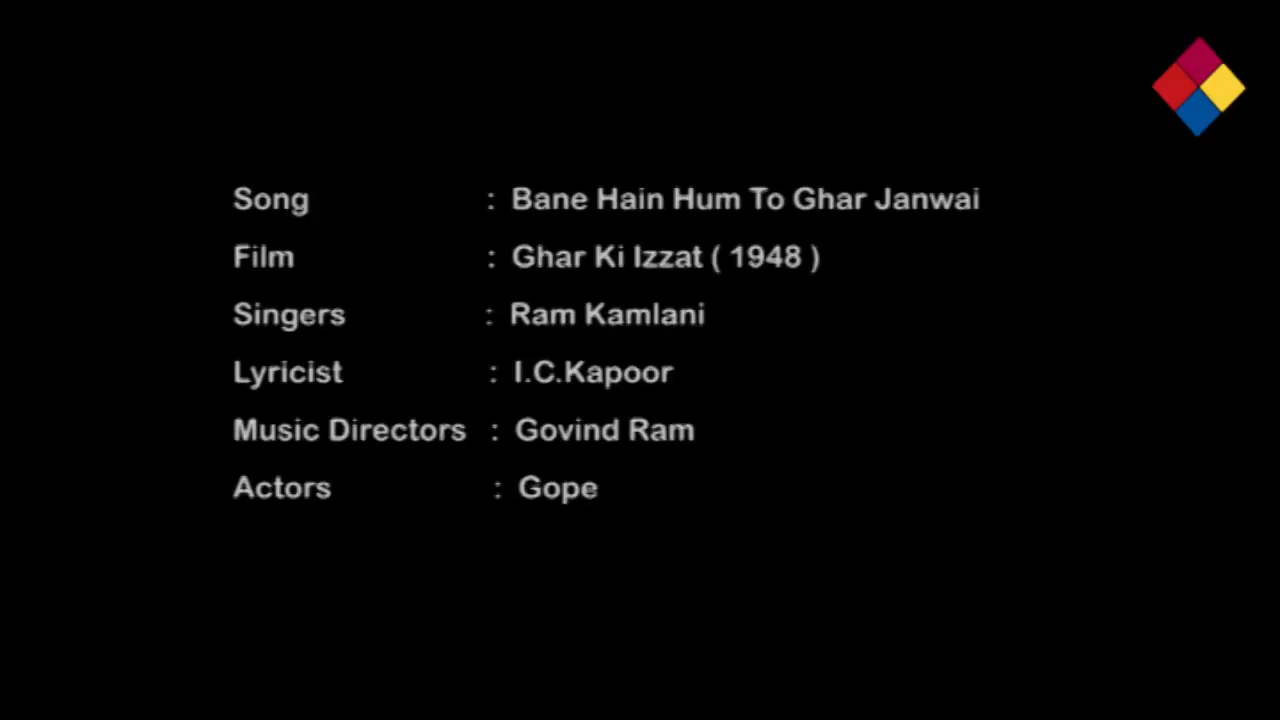 Song : Bane Hain Hum To Ghar Janwai
Film : Ghar Ki Izzat ( 1948 )
Singers : Ram Kamlani
Lyricist : I.C.Kapoor
Music Directors : Govind Ram
Actors : Gope